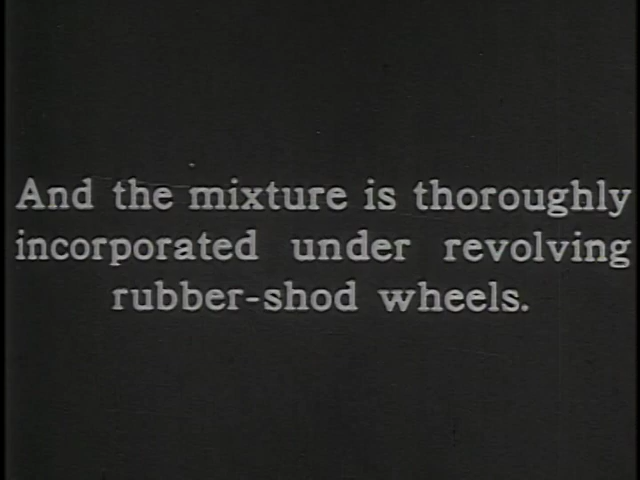 And the mixture is thoroughly
incorporated under revolving
rubber-shod wheels.